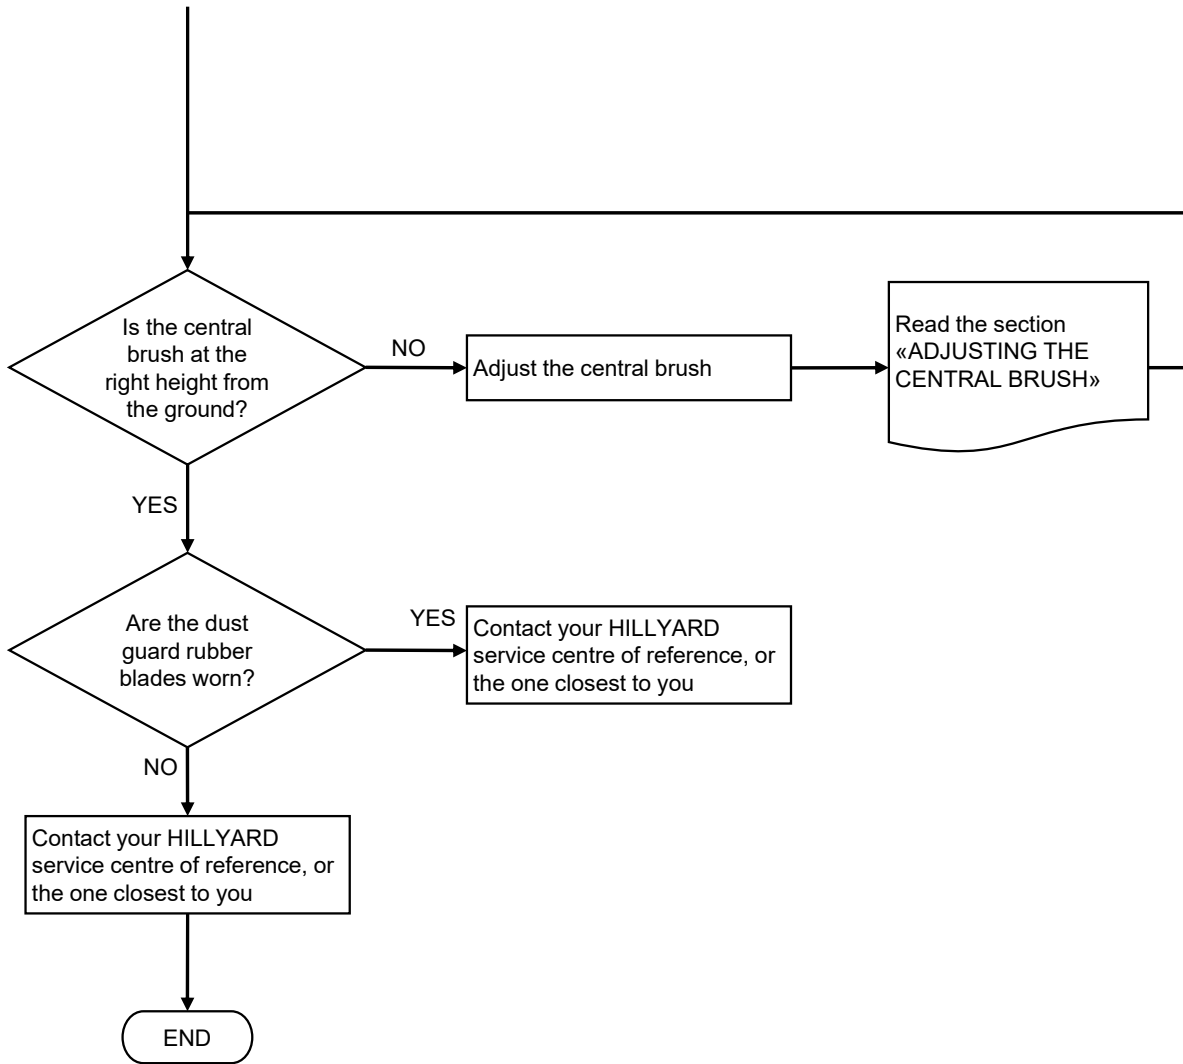 Is the central
brush at the
right height from
the ground?
NO
Adjust the central brush
Read the section
«ADJUSTING THE
CENTRAL BRUSH»
YES
Are the dust
guard rubber
blades worn?
YES
Contact your HILLYARD
service centre of reference, or
the one closest to you
NO
Contact your HILLYARD
service centre of reference, or
the one closest to you
END